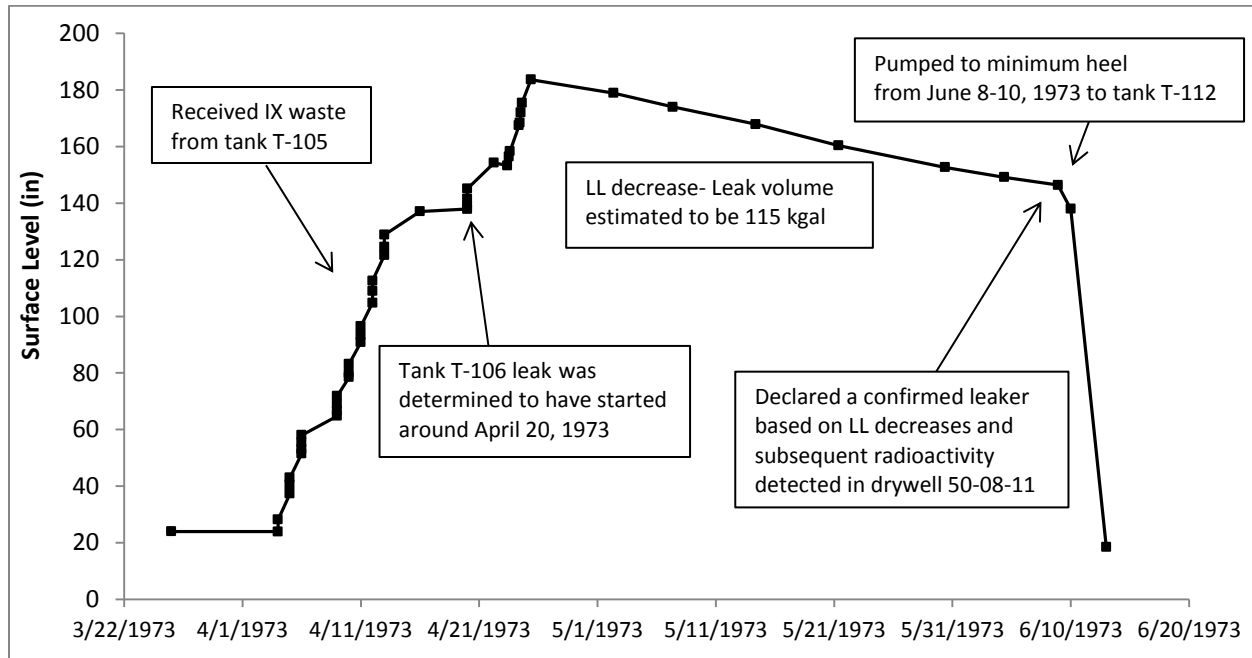 200
180
160
140
120
100
80
60
40
20
0
Surface Level (in)
Received IX waste
from tank T-105
Pumped to minimum heel
from June 8-10, 1973 to tank T-112
LL decrease- Leak volume
estimated to be 115 kgal
Tank T-106 leak was
determined to have started
around April 20, 1973
Declared a confirmed leaker
based on LL decreases and
subsequent radioactivity
detected in drywell 50-08-11
3/22/1973 4/1/1973 4/11/1973 4/21/1973 5/1/1973 5/11/1973 5/21/1973 5/31/1973 6/10/1973 6/20/1973